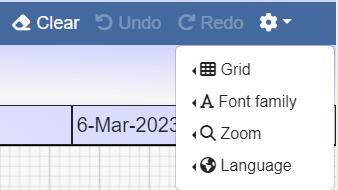 Clear Undo Redo
Grid
Font family
6-Mar-2023
Zoom
Language